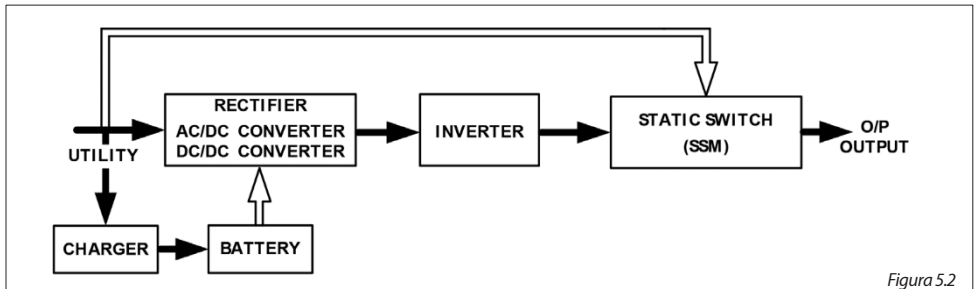 RECTIFIER
AC/DC CONVERTER
DC/DC CONVERTER
INVERTER
STATIC SWITCH
(SSM)
O/P
OUTPUT
UTILITY
CHARGER
BATTERY
Figura 5.2